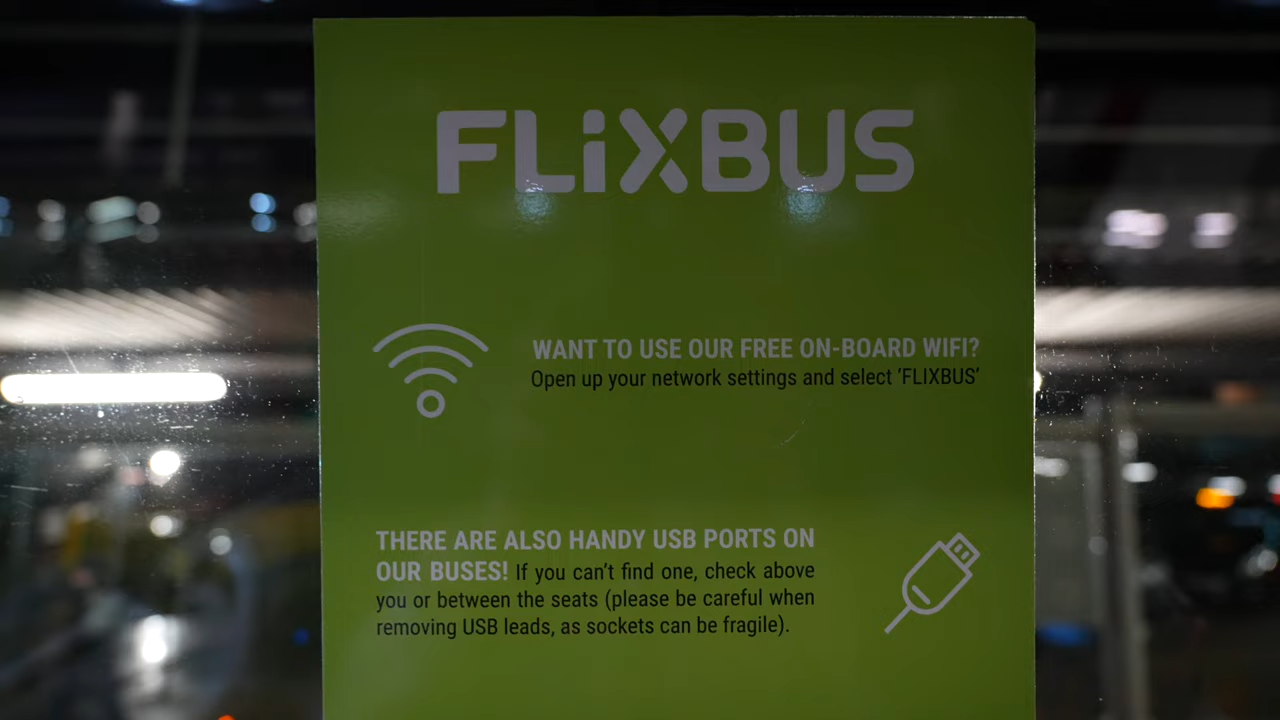 FLiXBUS
WANT TO USE OUR FREE ON-BOARD WIFI?
Open up your network settings and select ‘FLIXBUS’
THERE ARE ALSO HANDY USB PORTS ON
OUR BUSES! If you can’t find one, check above
you or between the seats (please be careful when
removing USB leads, as sockets can be fragile).